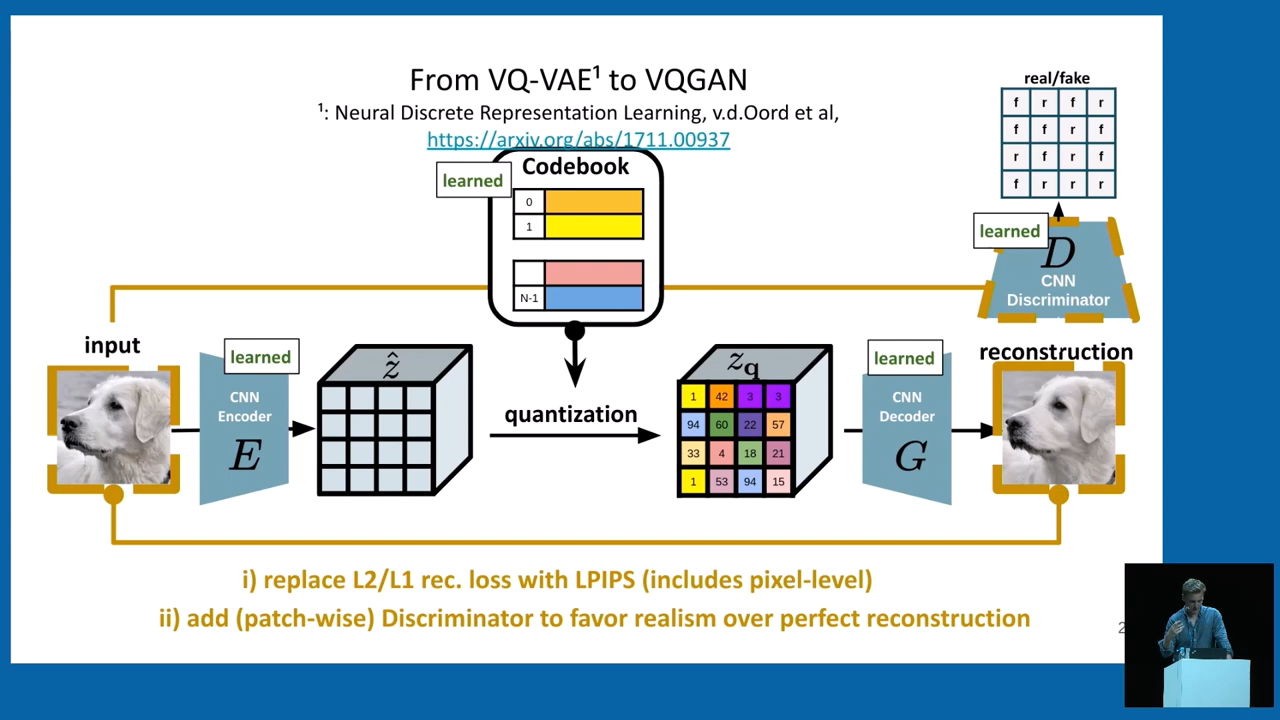 From VQ-VAE¹ to VQGAN
¹: Neural Discrete Representation Learning, v.d.Oord et al,
https://arxiv.org/abs/1711.00937
real/fake
f r f r
f f r f
r f r f
f r r r
learned
Codebook
0
1
N-1
learned
D
CNN
Discriminator
input
learned
CNN
Encoder
E
ẑ
quantization
z_q
1 42 3 3
94 60 22 57
33 4 18 21
1 53 94 15
learned
CNN
Decoder
G
reconstruction
i) replace L2/L1 rec. loss with LPIPS (includes pixel-level)
ii) add (patch-wise) Discriminator to favor realism over perfect reconstruction